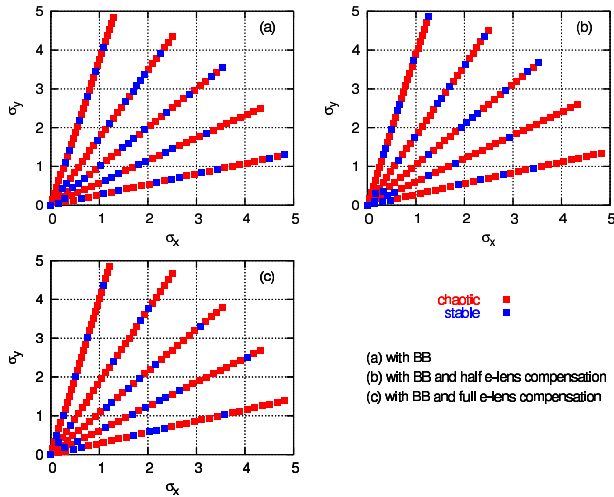 (a)
5
4
3
2
1
0
σy
0 1 2 3 4 5
σx
(b)
5
4
3
2
1
0
σy
0 1 2 3 4 5
σx
(c)
5
4
3
2
1
0
σy
0 1 2 3 4 5
σx
chaotic
stable
(a) with BB
(b) with BB and half e-lens compensation
(c) with BB and full e-lens compensation